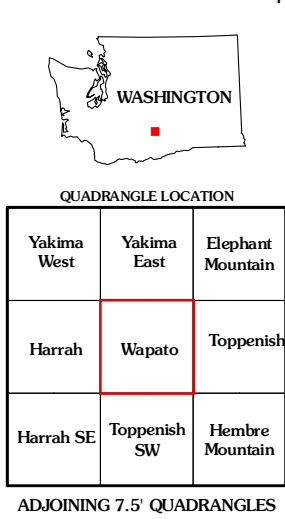 WASHINGTON
QUADRANGLE LOCATION
Yakima West
Yakima East
Elephant Mountain
Harrah
Wapato
Toppenish
Harrah SE
Toppenish SW
Hembre Mountain
ADJOINING 7.5' QUADRANGLES